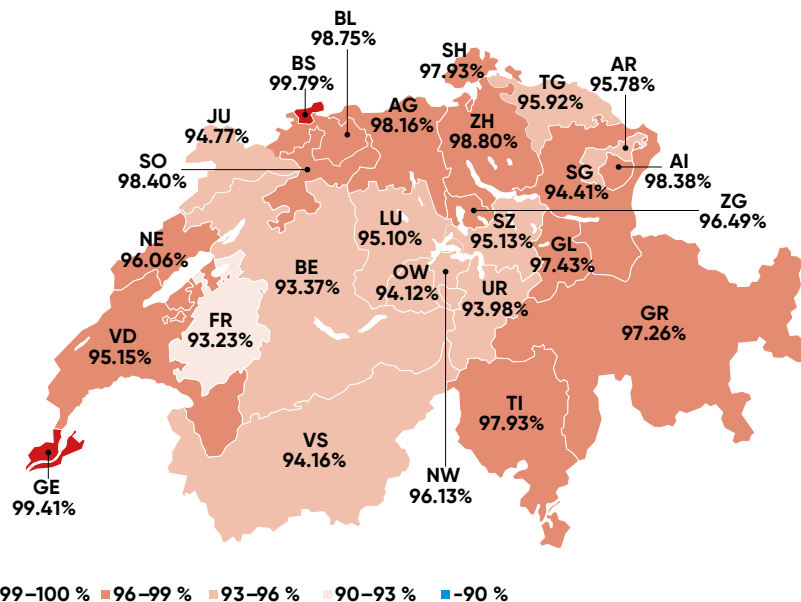 BL
98.75%
BS
99.79%
SH
97.93%
AR
95.78%
TG
95.92%
JU
94.77%
AG
98.16%
ZH
98.80%
SO
98.40%
SG
94.41%
AI
98.38%
ZG
96.49%
LU
95.10%
SZ
95.13%
NE
96.06%
GL
97.43%
BE
93.37%
OW
94.12%
UR
93.98%
FR
93.23%
GR
97.26%
VD
95.15%
TI
97.93%
VS
94.16%
NW
96.13%
GE
99.41%
99–100 % 96–99 % 93–96 % 90–93 % -90 %